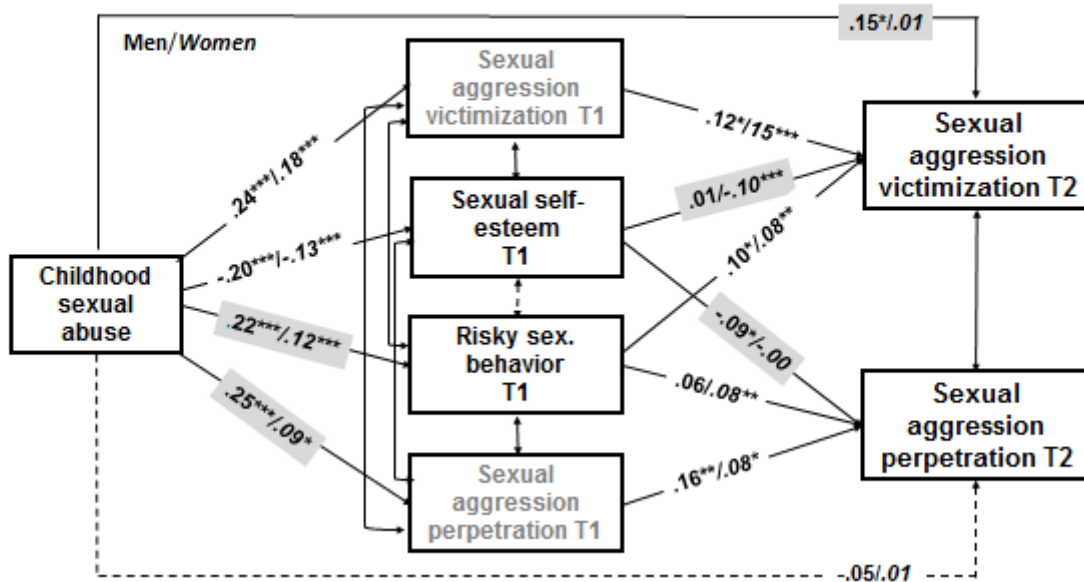 .15*/.01
Men/Women
Sexual
aggression
victimization T1
.12*/15***
Sexual
aggression
victimization T2
.24***/.18***
.01/-.10***
Sexual self-
esteem
T1
-.20***/-.13***
.10*/.08**
Childhood
sexual
abuse
.22***/.12***
-.09*/-.00
Risky sex.
behavior
T1
.06/.08**
.25***/.09*
Sexual
aggression
perpetration T2
Sexual
aggression
perpetration T1
.16**/.08*
-.05/.01